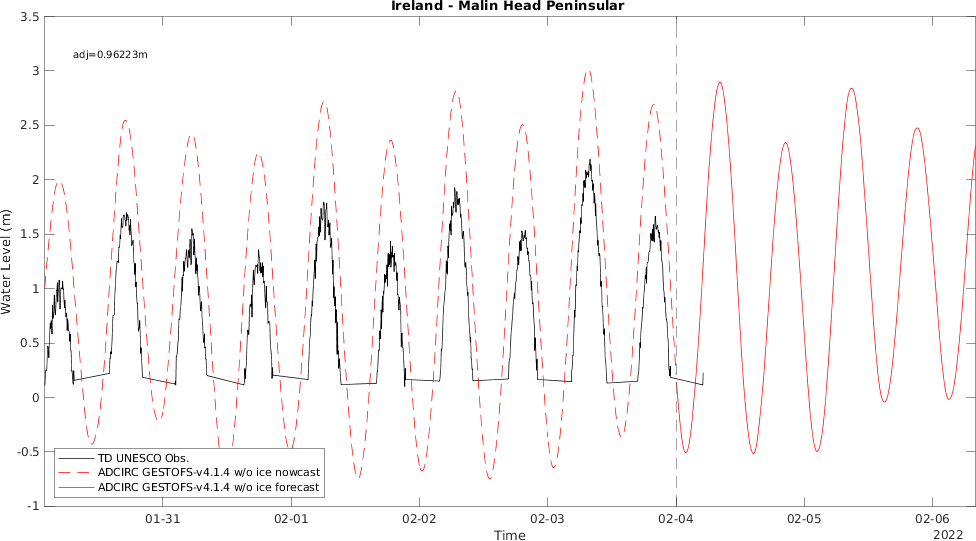 Ireland - Malin Head Peninsular
adj=0.96223m
3.5
3
2.5
2
1.5
1
0.5
0
-0.5
-1
Water Level (m)
TD UNESCO Obs.
ADCIRC GESTOFS-v4.1.4 w/o ice nowcast
ADCIRC GESTOFS-v4.1.4 w/o ice forecast
01-31 02-01 02-02 02-03 02-04 02-05 02-06
Time
2022